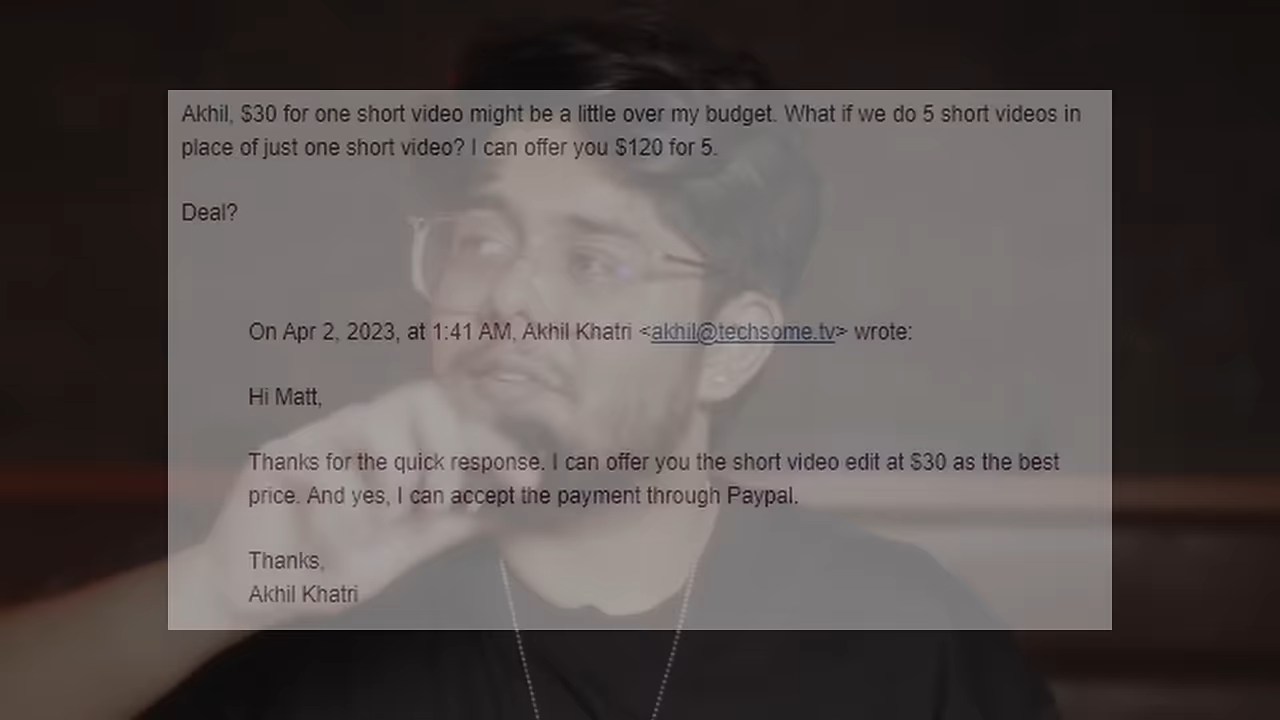 Akhil, $30 for one short video might be a little over my budget. What if we do 5 short videos in
place of just one short video? I can offer you $120 for 5.
Deal?
On Apr 2, 2023, at 1:41 AM, Akhil Khatri <akhil@techsome.tv> wrote:
Hi Matt,
Thanks for the quick response. I can offer you the short video edit at $30 as the best
price. And yes, I can accept the payment through Paypal.
Thanks,
Akhil Khatri